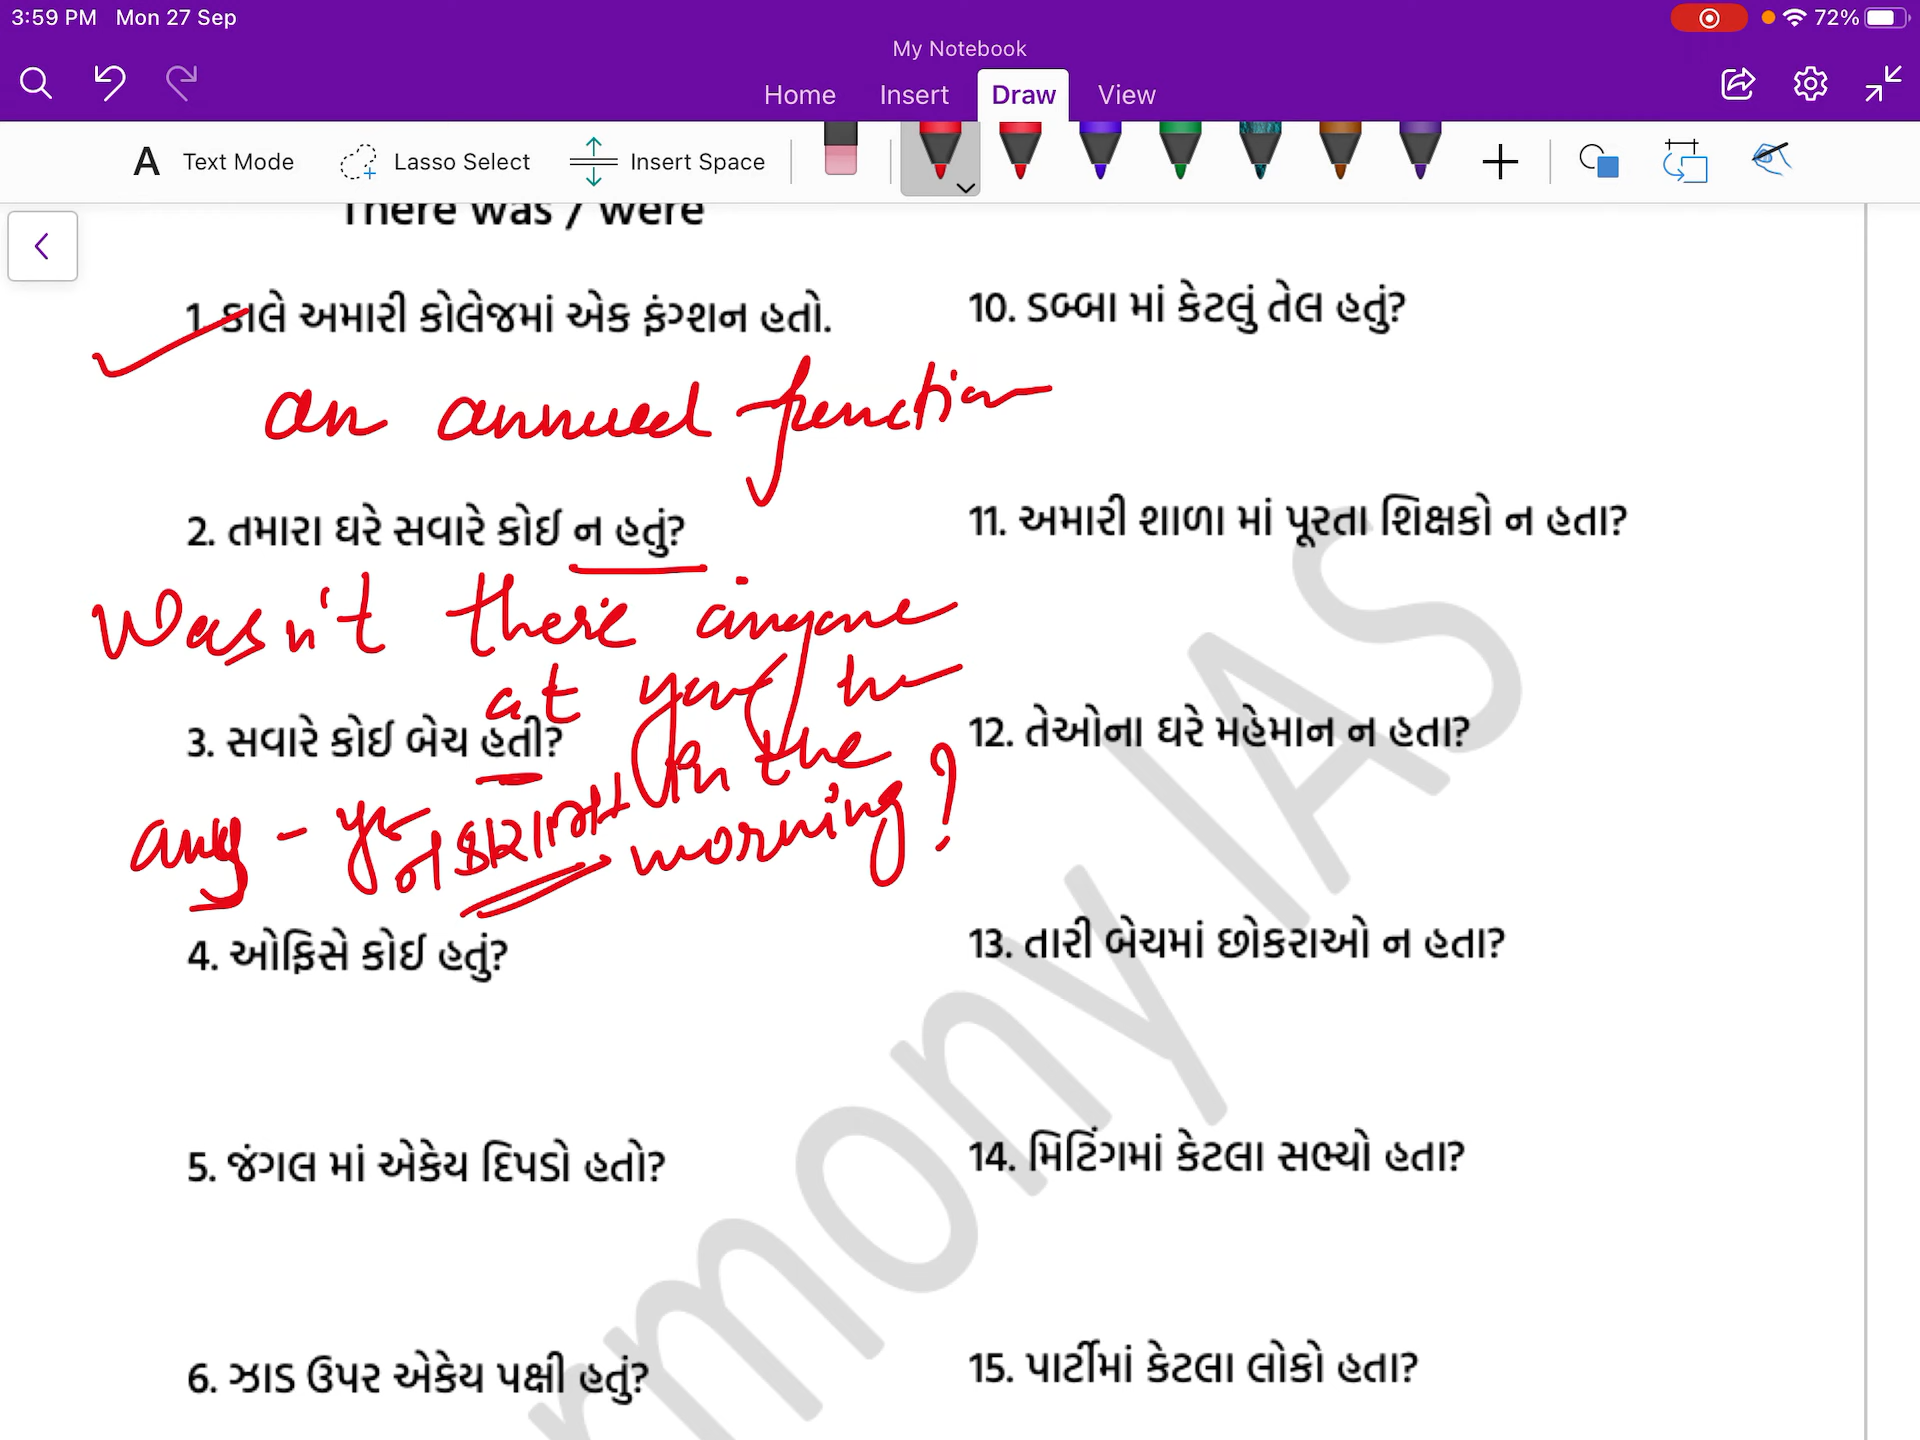 3:59 PM Mon 27 Sep
72%
My Notebook
Home Insert Draw View
A Text Mode Lasso Select Insert Space
There was / were
1. કાલે અમારી કોલેજમાં એક ફંગ્શન હતો.
an annual function
2. તમારા ઘરે સવારે કોઈ ન હતું?
Wasn't there anyone
at your
3. સવારે કોઈ બેચ હતી?
in the
any -
morning?
4. ઓફિસે કોઈ હતું?
5. જંગલ માં એકેય દિપડો હતો?
6. ઝાડ ઉપર એકેય પક્ષી હતું?
10. ડબ્બા માં કેટલું તેલ હતું?
11. અમારી શાળા માં પૂરતા શિક્ષકો ન હતા?
12. તેઓના ઘરે મહેમાન ન હતા?
13. તારી બેચમાં છોકરાઓ ન હતા?
14. મિટિંગમાં કેટલા સભ્યો હતા?
15. પાર્ટીમાં કેટલા લોકો હતા?
rmony IAS